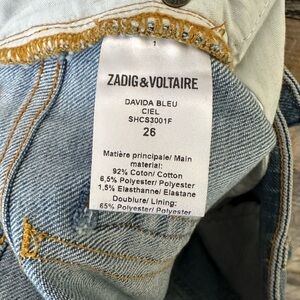 1
ZADIG&VOLTAIRE
DAVIDA BLEU
CIEL
SHCS3001F
26
Matière principale/ Main
material:
92% Coton/ Cotton
6,5% Polyester/ Polyester
1,5% Elasthanne/ Elastane
Doublure/ Lining:
65% Polyester/ Polyester